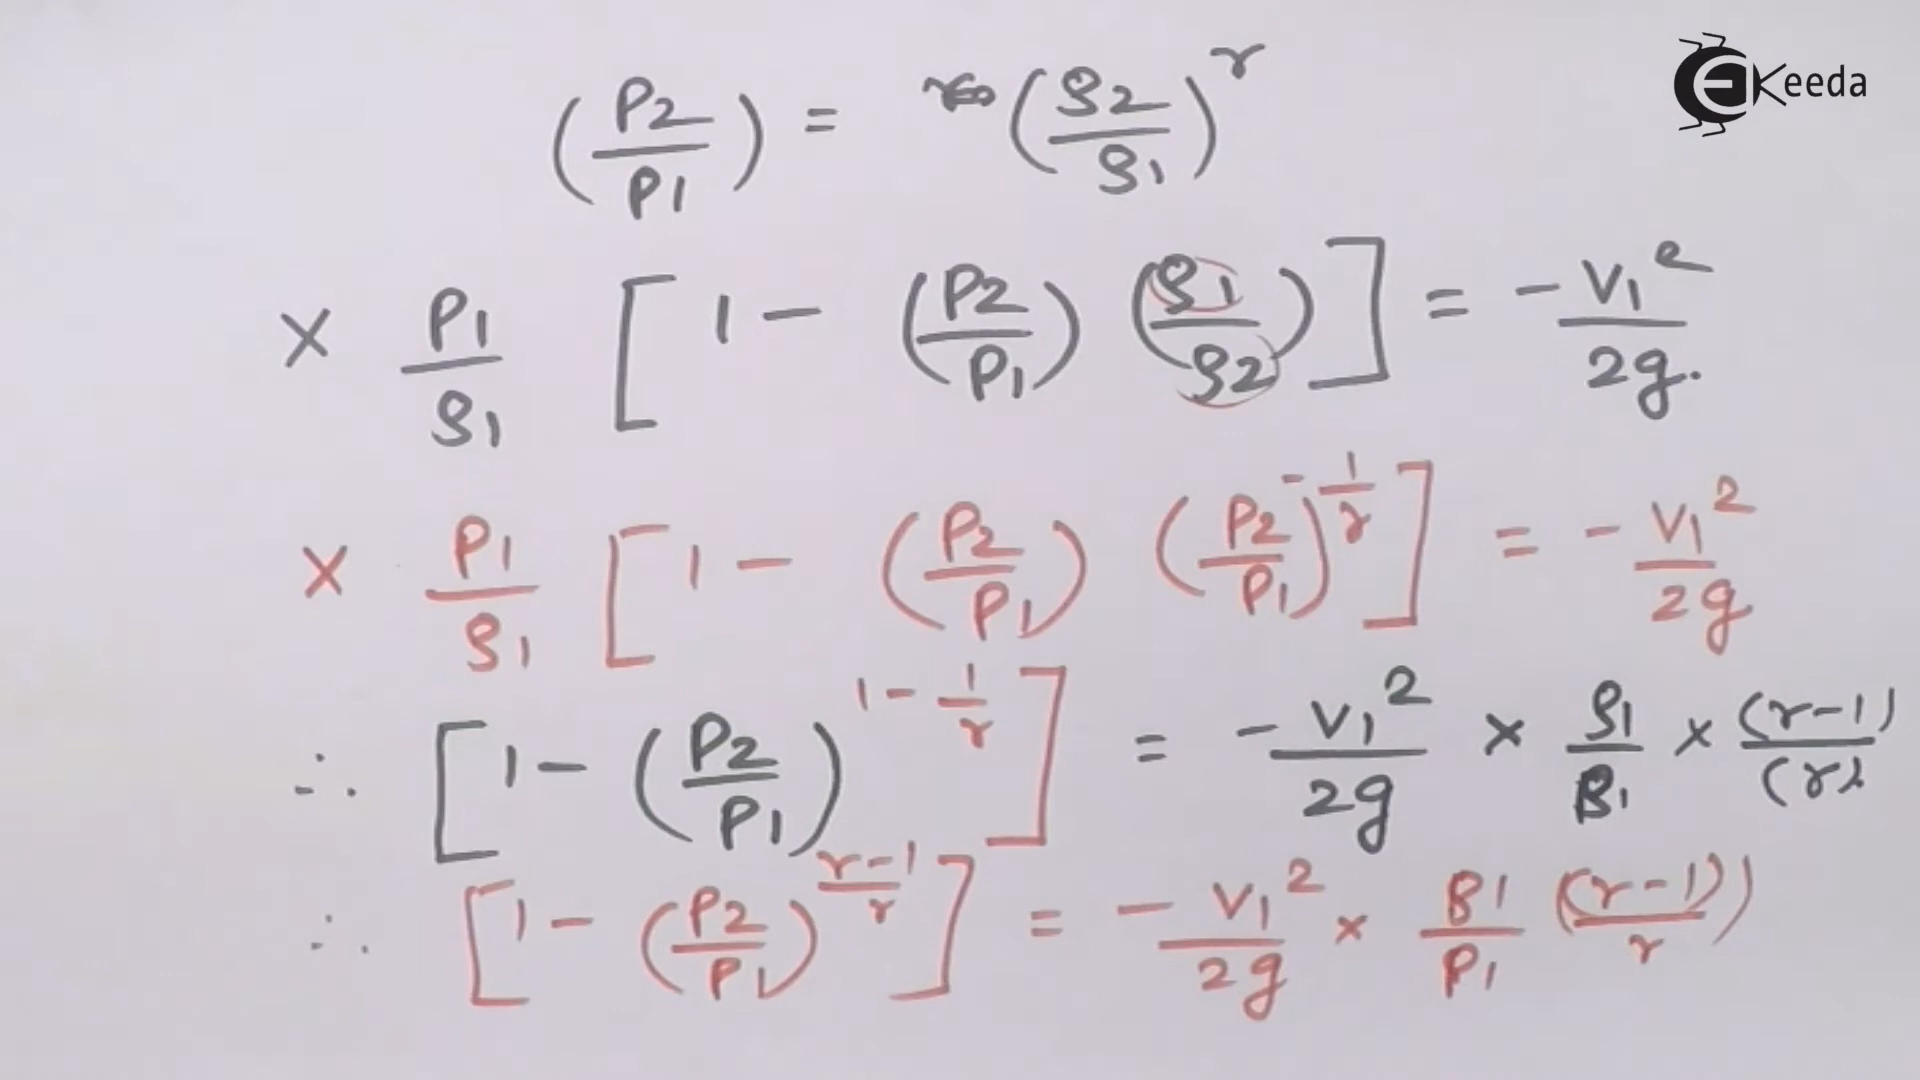 EKeeda
(P2/P1) = (ρ2/ρ1)^γ
× P1/ρ1 [1 - (P2/P1) (ρ1/ρ2)] = - V1²/2g.
× P1/ρ1 [1 - (P2/P1) (P2/P1)^-1/γ] = - V1²/2g
∴ [1 - (P2/P1)^1 - 1/γ] = - V1²/2g × ρ1/P1 × (γ-1)/(γ)
∴ [1 - (P2/P1)^γ-1/γ] = - V1²/2g × ρ1/P1 ((γ-1)/γ)